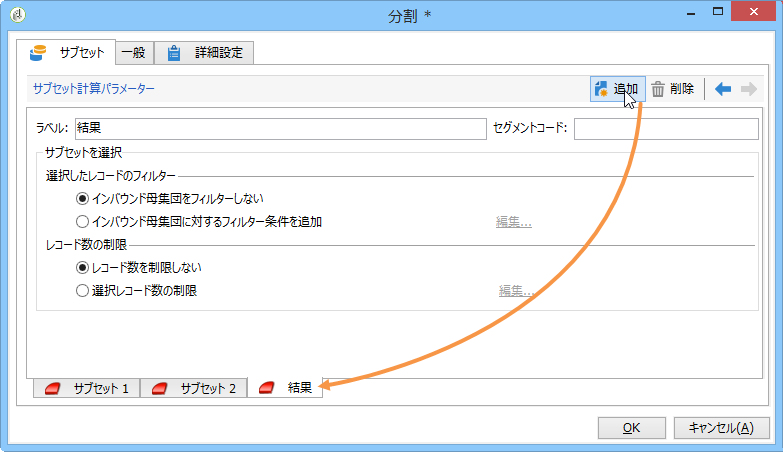 分割 *
サブセット 一般 詳細設定
サブセット計算パラメーター 追加 削除
ラベル: 結果 セグメントコード:
サブセットを選択
選択したレコードのフィルター
インバウンド母集団をフィルターしない
インバウンド母集団に対するフィルター条件を追加 編集...
レコード数の制限
レコード数を制限しない
選択レコード数の制限 編集...
サブセット 1 サブセット 2 結果
OK キャンセル(A)